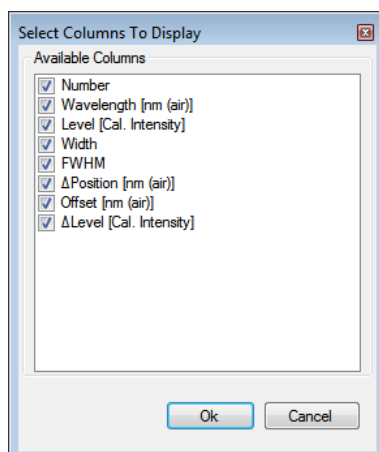 Select Columns To Display
Available Columns
Number
Wavelength [nm (air)]
Level [Cal. Intensity]
Width
FWHM
ΔPosition [nm (air)]
Offset [nm (air)]
ΔLevel [Cal. Intensity]
Ok Cancel